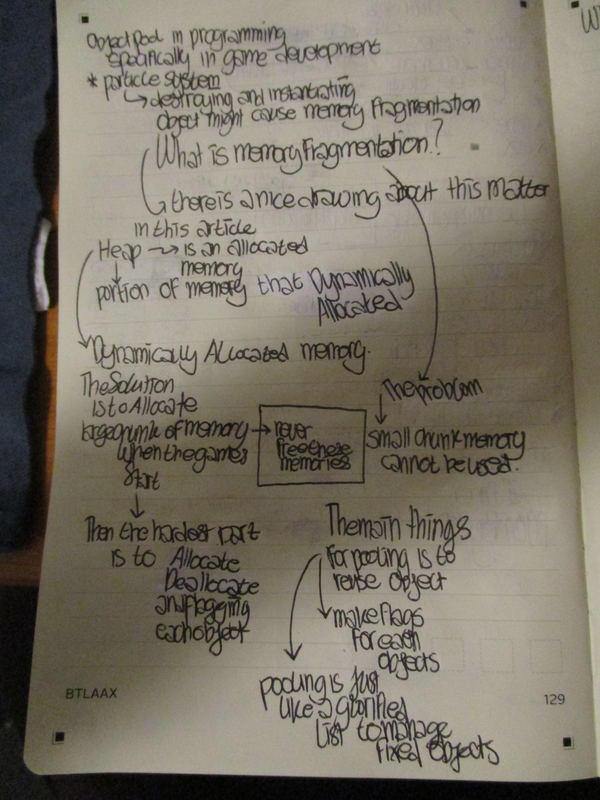 Object Pool in programming
specifically in game development
* particle system
↳ destroying and instantiating
object might cause memory Fragmentation
What is memory Fragmentation?
↳ there is a nice drawing about this matter
in this article
Heap ~> is an allocated
memory
portion of memory that Dynamically
Allocated
Dynamically Allocated memory.
The Solution
is to Allocate
large chunk of memory →
when the games
Start
never
free these
memories
The problem
small chunk memory
cannot be used.
Then the hardest part
is to Allocate
Deallocate
and flagging
each object
The main things
for pooling is to
reuse object
make flags
for each
objects
pooling is just
like a glorified
list to manage
fixed objects
BTLAAX
129